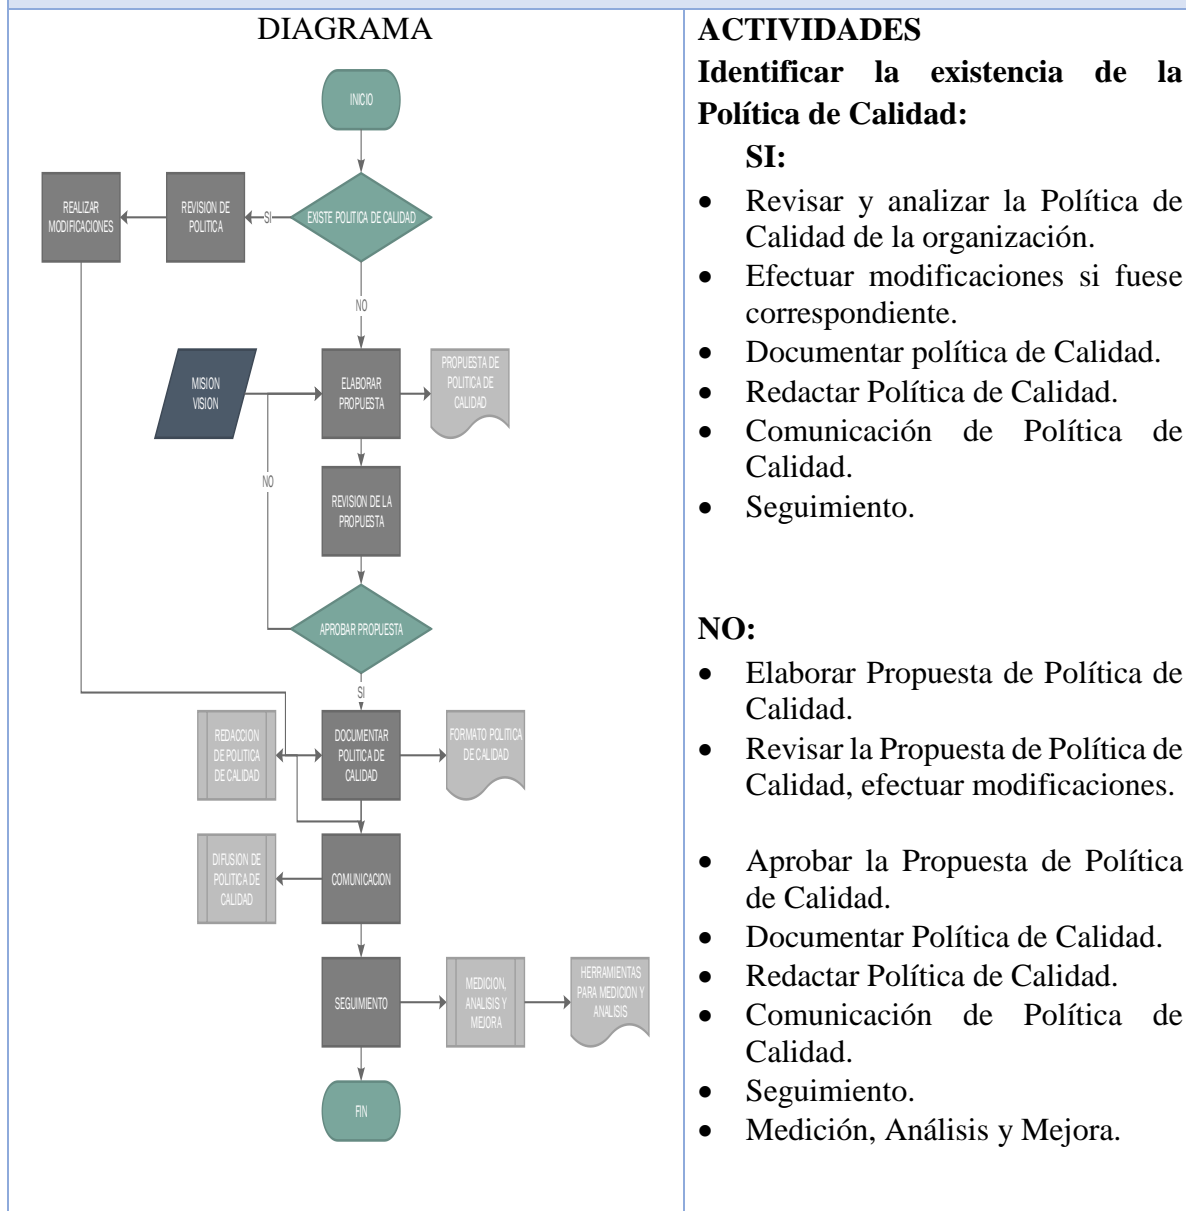 DIAGRAMA
INICIO
EXISTE POLITICA DE CALIDAD
SI
REVISION DE
POLITICA
REALIZAR
MODIFICACIONES
NO
MISION
VISION
ELABORAR
PROPUESTA
PROPUESTA DE
POLITICA DE
CALIDAD
NO
REVISION DE LA
PROPUESTA
APROBAR PROPUESTA
SI
REDACCION
DE POLITICA
DE CALIDAD
DOCUMENTAR
POLITICA DE
CALIDAD
FORMATO POLITICA
DE CALIDAD
DIFUSION DE
POLITICA DE
CALIDAD
COMUNICACION
SEGUIMIENTO
MEDICION,
ANALISIS Y
MEJORA
HERRAMIENTAS
PARA MEDICION Y
ANALISIS
FIN
ACTIVIDADES
Identificar la existencia de la
Política de Calidad:
SI:
• Revisar y analizar la Política de
Calidad de la organización.
• Efectuar modificaciones si fuese
correspondiente.
• Documentar política de Calidad.
• Redactar Política de Calidad.
• Comunicación de Política de
Calidad.
• Seguimiento.
NO:
• Elaborar Propuesta de Política de
Calidad.
• Revisar la Propuesta de Política de
Calidad, efectuar modificaciones.
• Aprobar la Propuesta de Política
de Calidad.
• Documentar Política de Calidad.
• Redactar Política de Calidad.
• Comunicación de Política de
Calidad.
• Seguimiento.
• Medición, Análisis y Mejora.